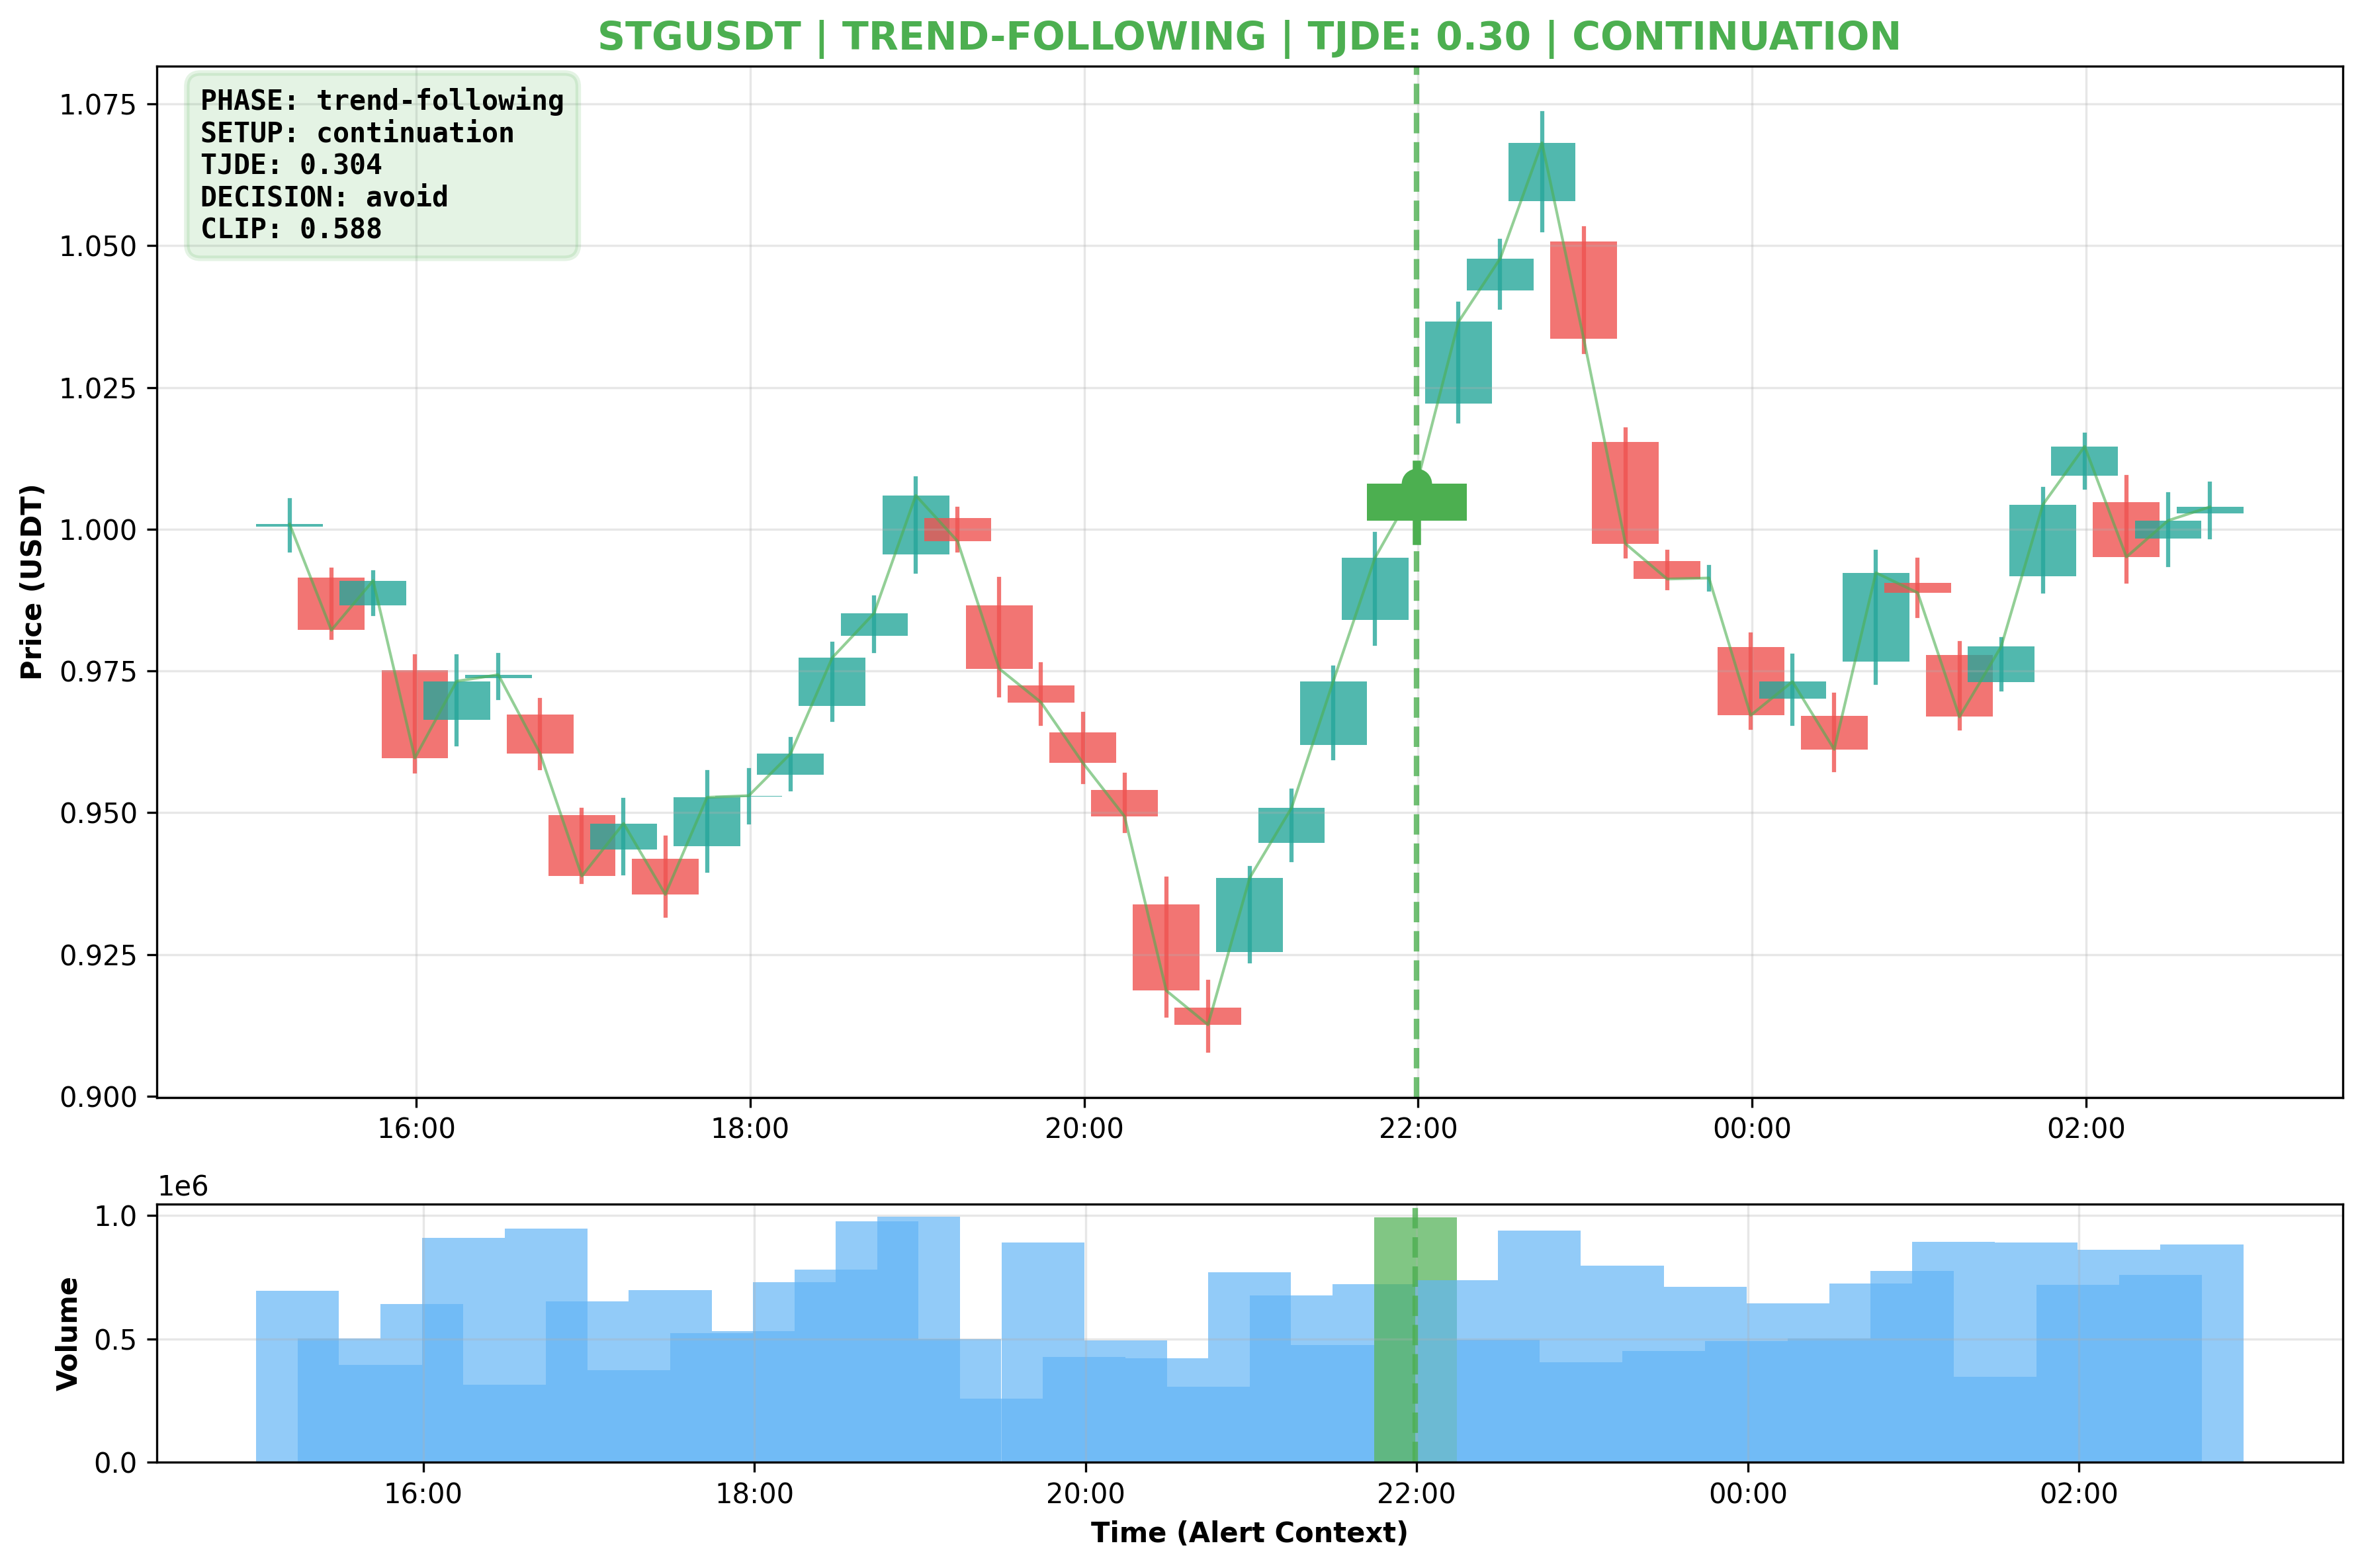 STGUSDT | TREND-FOLLOWING | TJDE: 0.30 | CONTINUATION
PHASE: trend-following
SETUP: continuation
TJDE: 0.304
DECISION: avoid
CLIP: 0.588
Price (USDT)
1.075
1.050
1.025
1.000
0.975
0.950
0.925
0.900
16:00 18:00 20:00 22:00 00:00 02:00
1e6
Volume
1.0
0.5
0.0
16:00 18:00 20:00 22:00 00:00 02:00
Time (Alert Context)